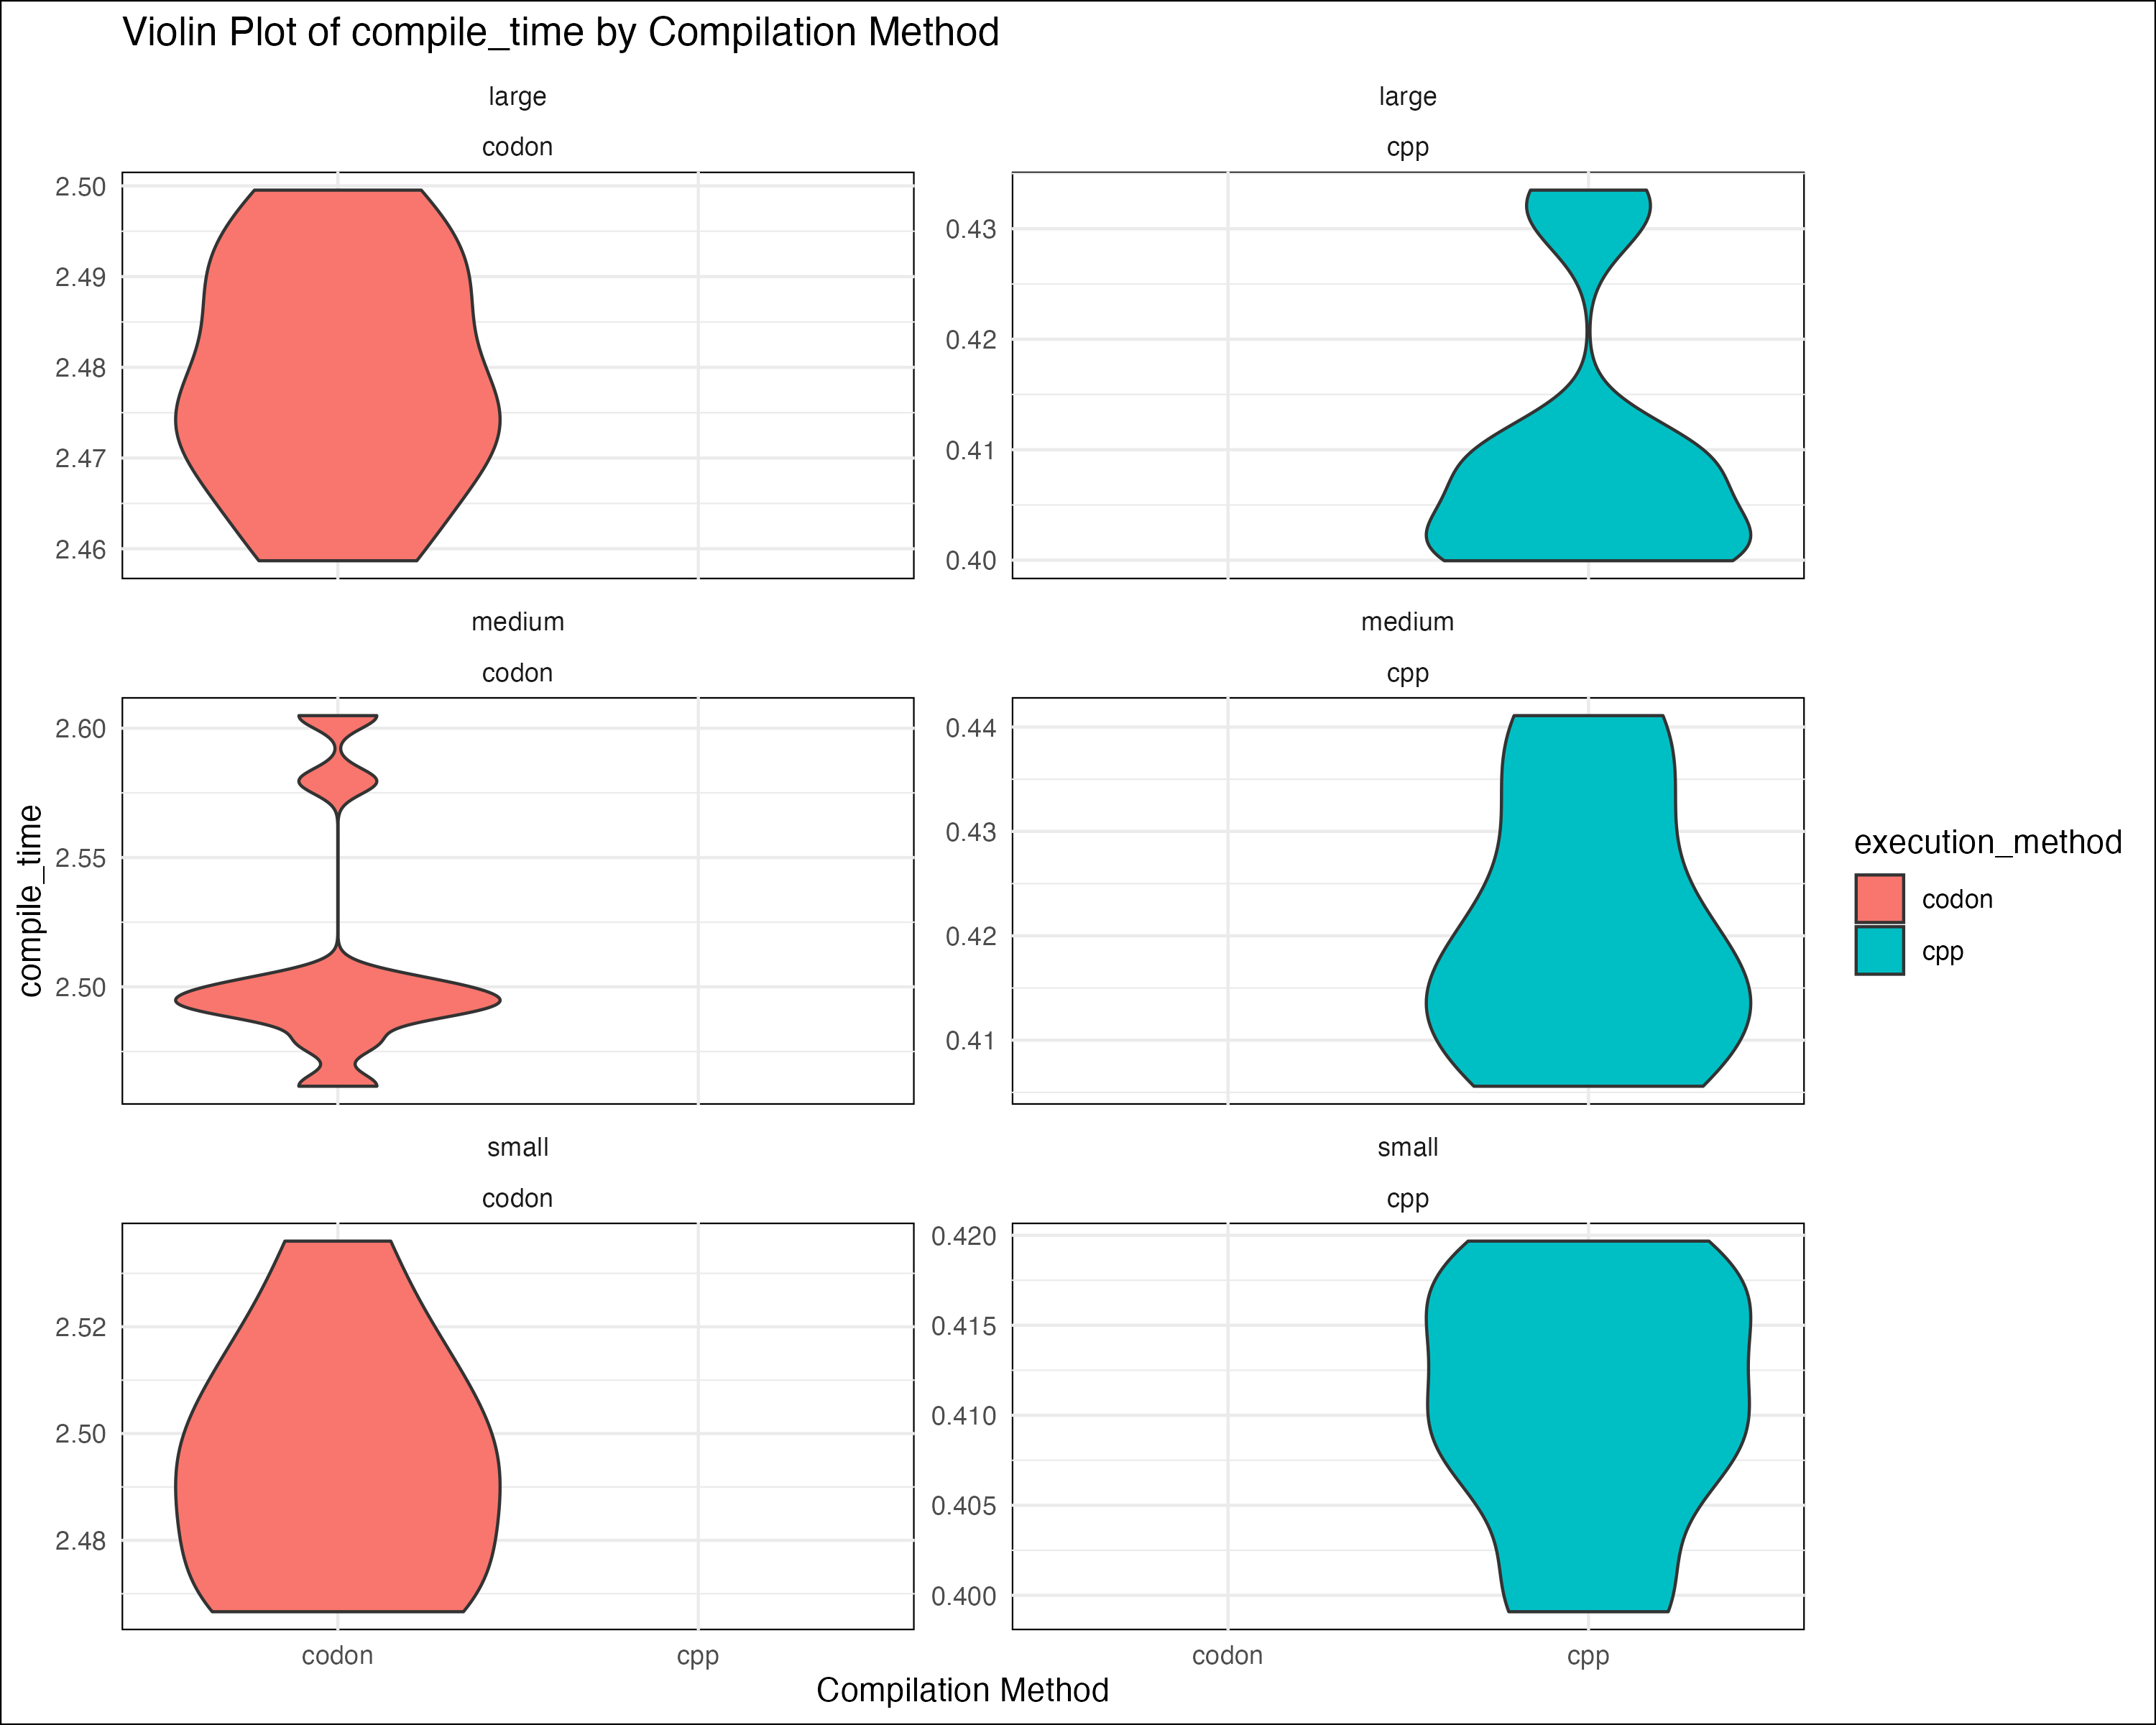 Violin Plot of compile_time by Compilation Method
large
codon
2.50
2.49
2.48
2.47
2.46
large
cpp
0.43
0.42
0.41
0.40
medium
codon
2.60
2.55
2.50
medium
cpp
0.44
0.43
0.42
0.41
small
codon
2.52
2.50
2.48
small
cpp
0.420
0.415
0.410
0.405
0.400
codon cpp
codon cpp
Compilation Method
compile_time
execution_method
codon
cpp